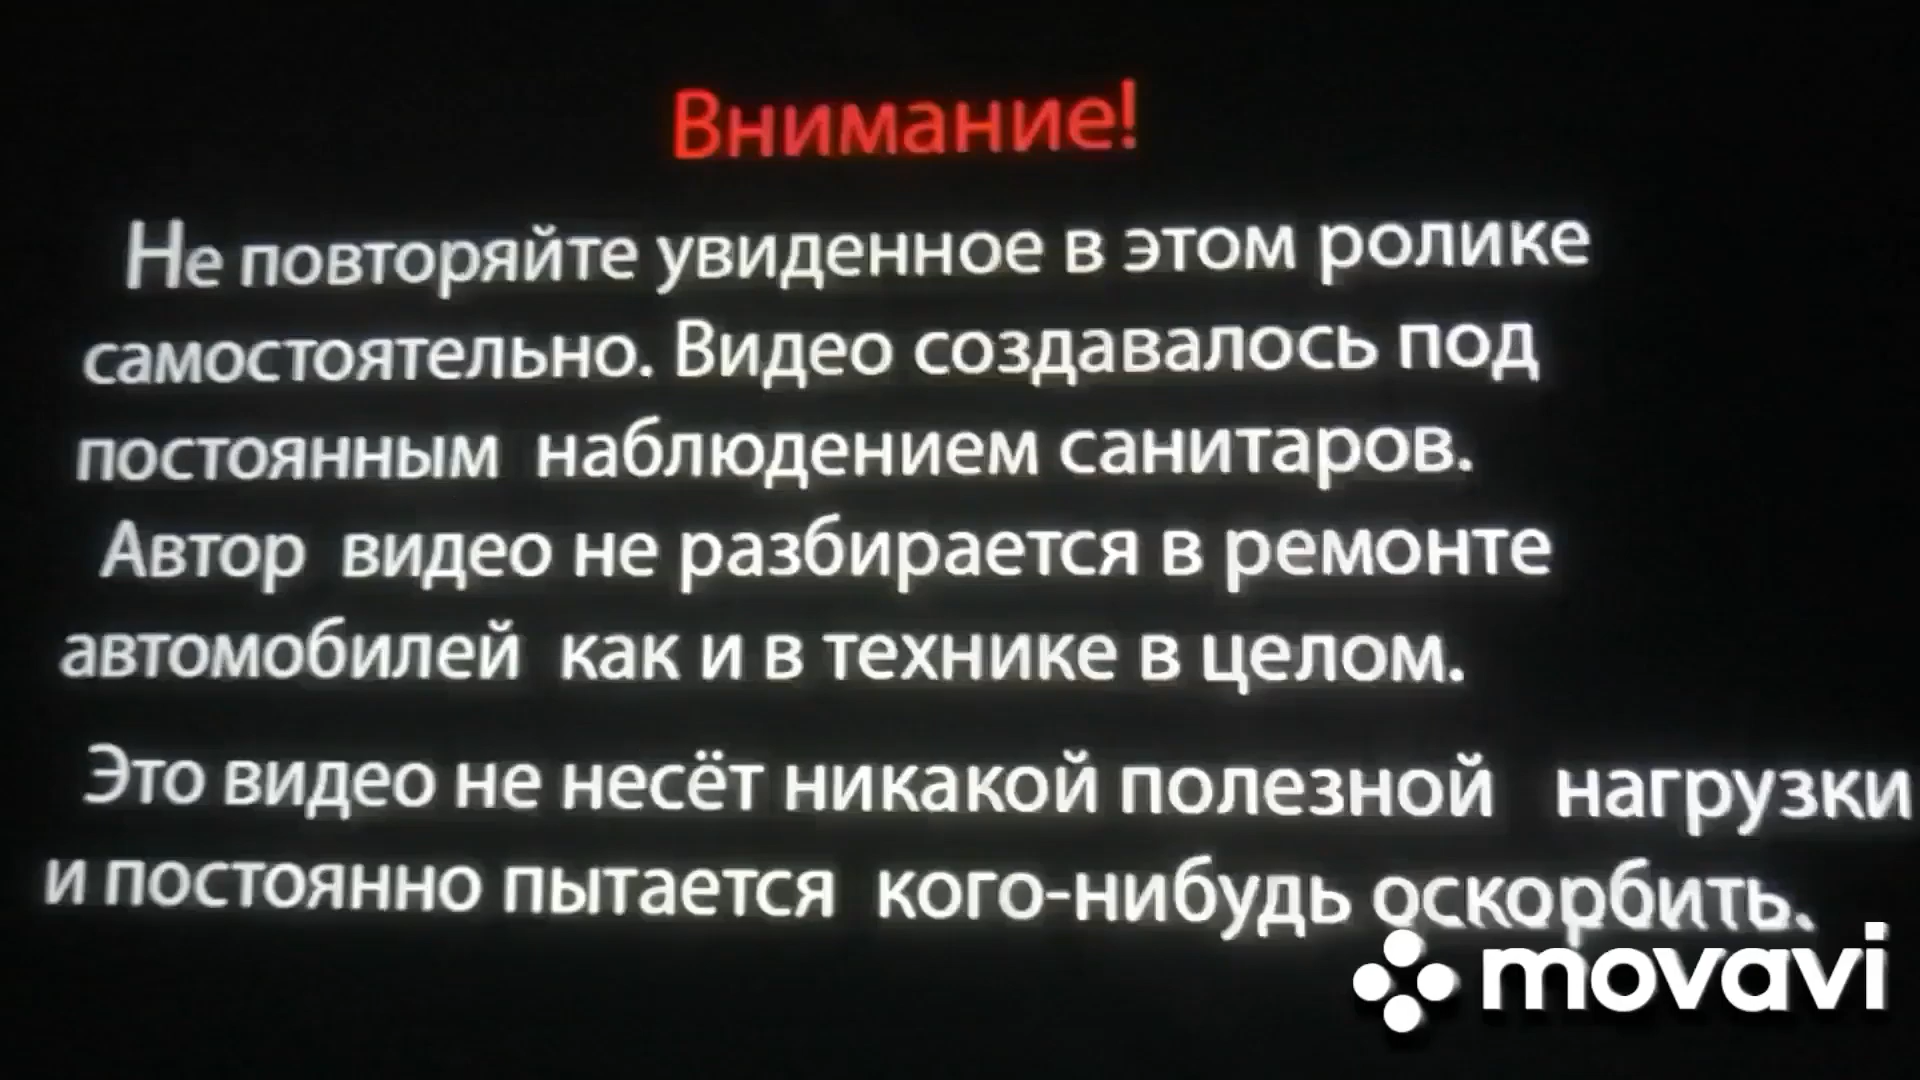 Внимание!
Не повторяйте увиденное в этом ролике
самостоятельно. Видео создавалось под
постоянным наблюдением санитаров.
Автор видео не разбирается в ремонте
автомобилей как и в технике в целом.
Это видео не несёт никакой полезной нагрузки
и постоянно пытается кого-нибудь оскорбить.
movavi